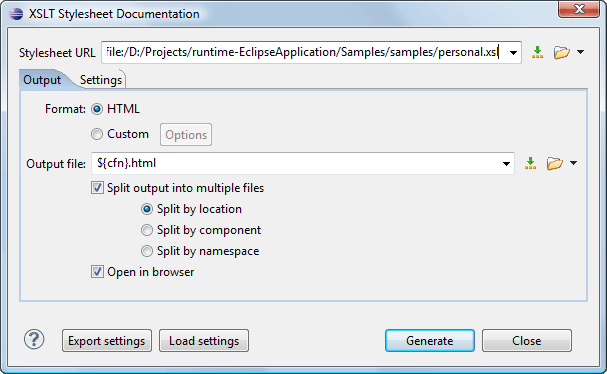 XSLT Stylesheet Documentation
Stylesheet URL file:/D:/Projects/runtime-EclipseApplication/Samples/samples/personal.xsl
Output Settings
Format: HTML
Custom Options
Output file: ${cfn}.html
Split output into multiple files
Split by location
Split by component
Split by namespace
Open in browser
? Export settings Load settings Generate Close